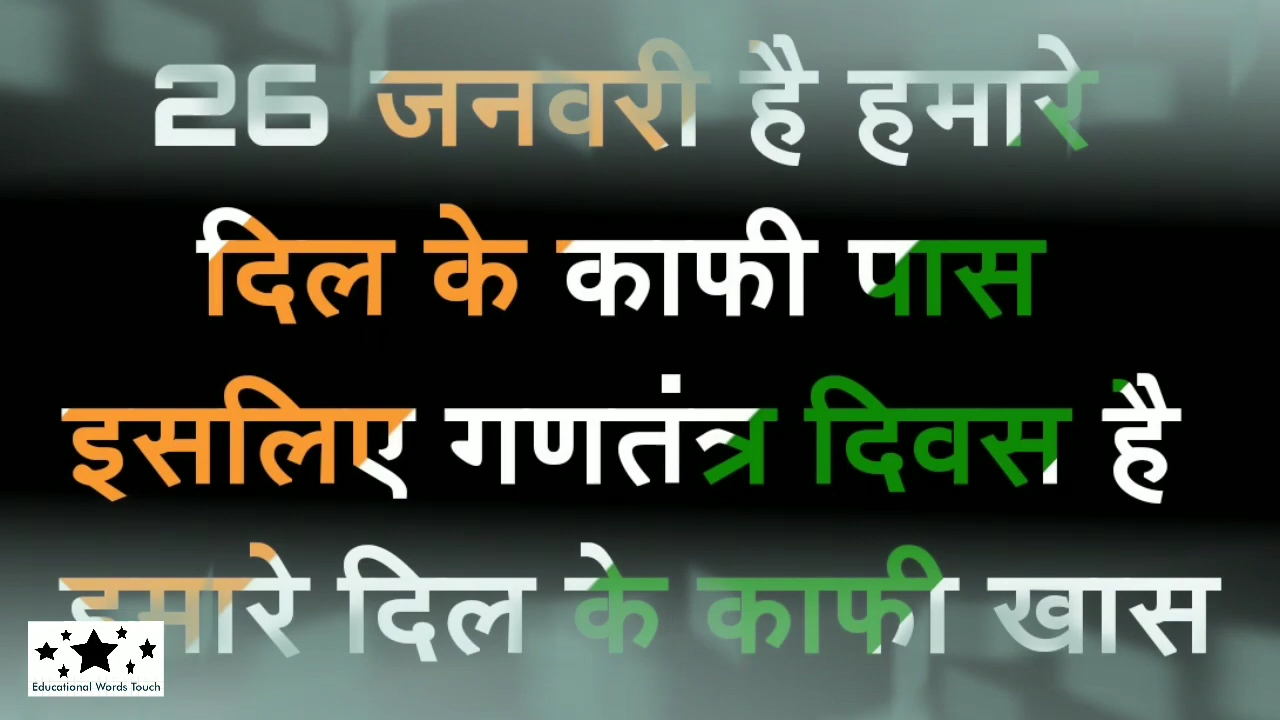 26 जनवरी है हमारे
दिल के काफी पास
इसलिए गणतंत्र दिवस है
हमारे दिल के काफी खास
Educational Words Touch